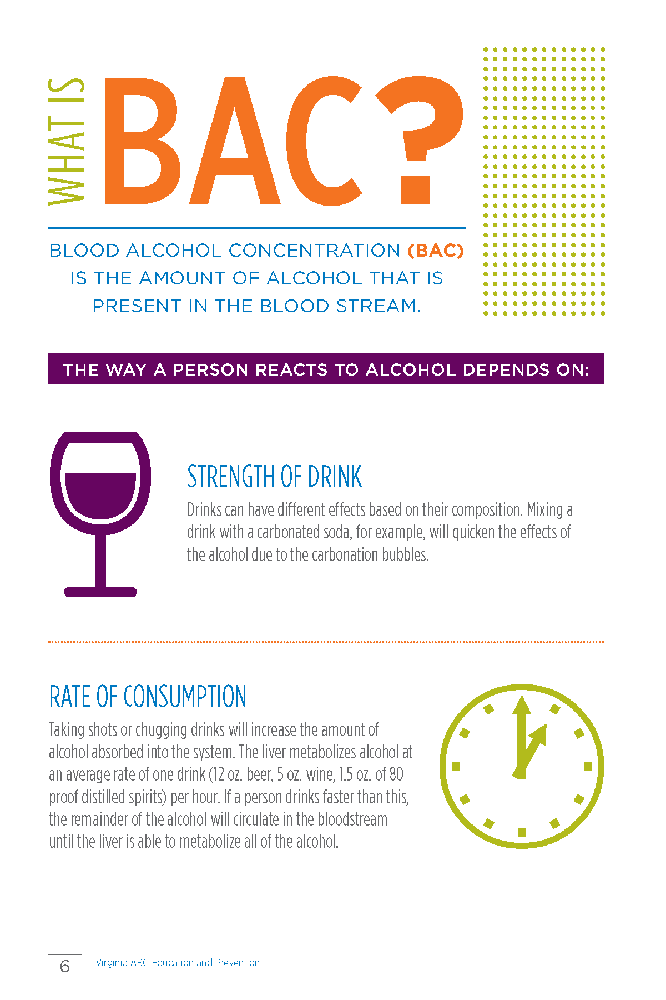 WHAT IS
BAC?
BLOOD ALCOHOL CONCENTRATION (BAC)
IS THE AMOUNT OF ALCOHOL THAT IS
PRESENT IN THE BLOOD STREAM.
THE WAY A PERSON REACTS TO ALCOHOL DEPENDS ON:
STRENGTH OF DRINK
Drinks can have different effects based on their composition. Mixing a
drink with a carbonated soda, for example, will quicken the effects of
the alcohol due to the carbonation bubbles.
RATE OF CONSUMPTION
Taking shots or chugging drinks will increase the amount of
alcohol absorbed into the system. The liver metabolizes alcohol at
an average rate of one drink (12 oz. beer, 5 oz. wine, 1.5 oz. of 80
proof distilled spirits) per hour. If a person drinks faster than this,
the remainder of the alcohol will circulate in the bloodstream
until the liver is able to metabolize all of the alcohol.
6 Virginia ABC Education and Prevention